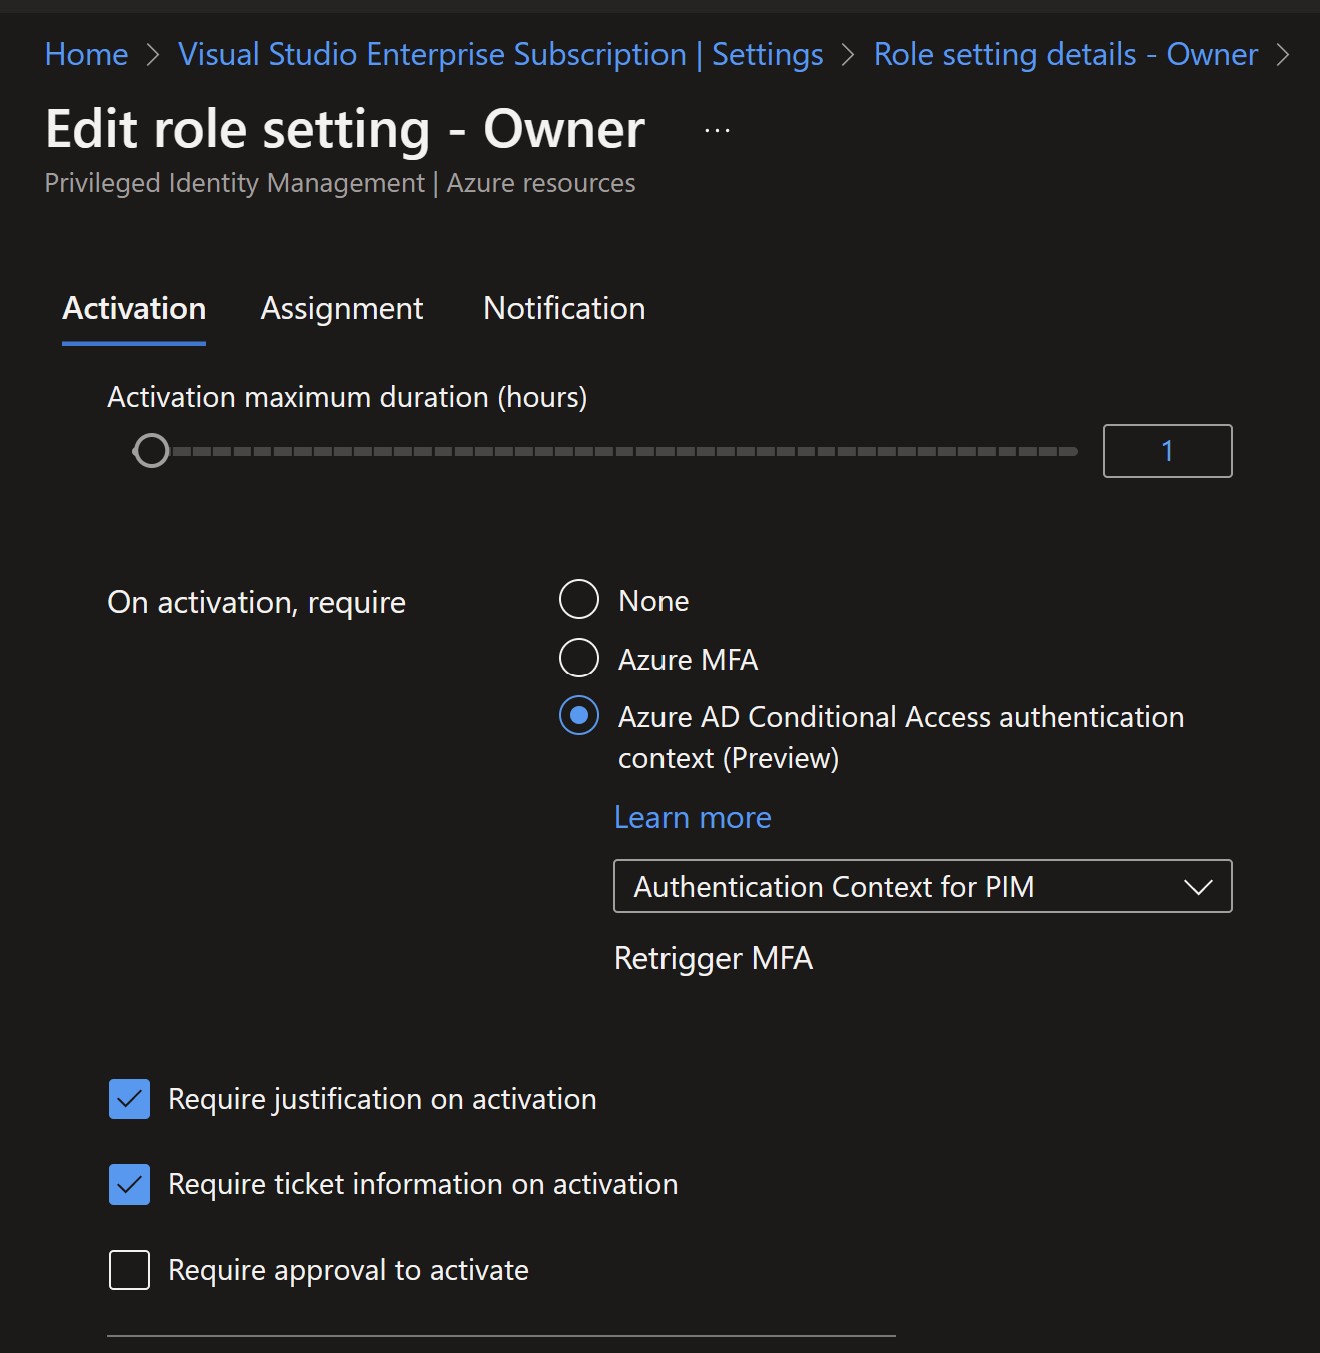 Home > Visual Studio Enterprise Subscription | Settings > Role setting details - Owner >
Edit role setting - Owner ...
Privileged Identity Management | Azure resources
Activation Assignment Notification
Activation maximum duration (hours)
1
On activation, require
None
Azure MFA
Azure AD Conditional Access authentication
context (Preview)
Learn more
Authentication Context for PIM
Retrigger MFA
Require justification on activation
Require ticket information on activation
Require approval to activate